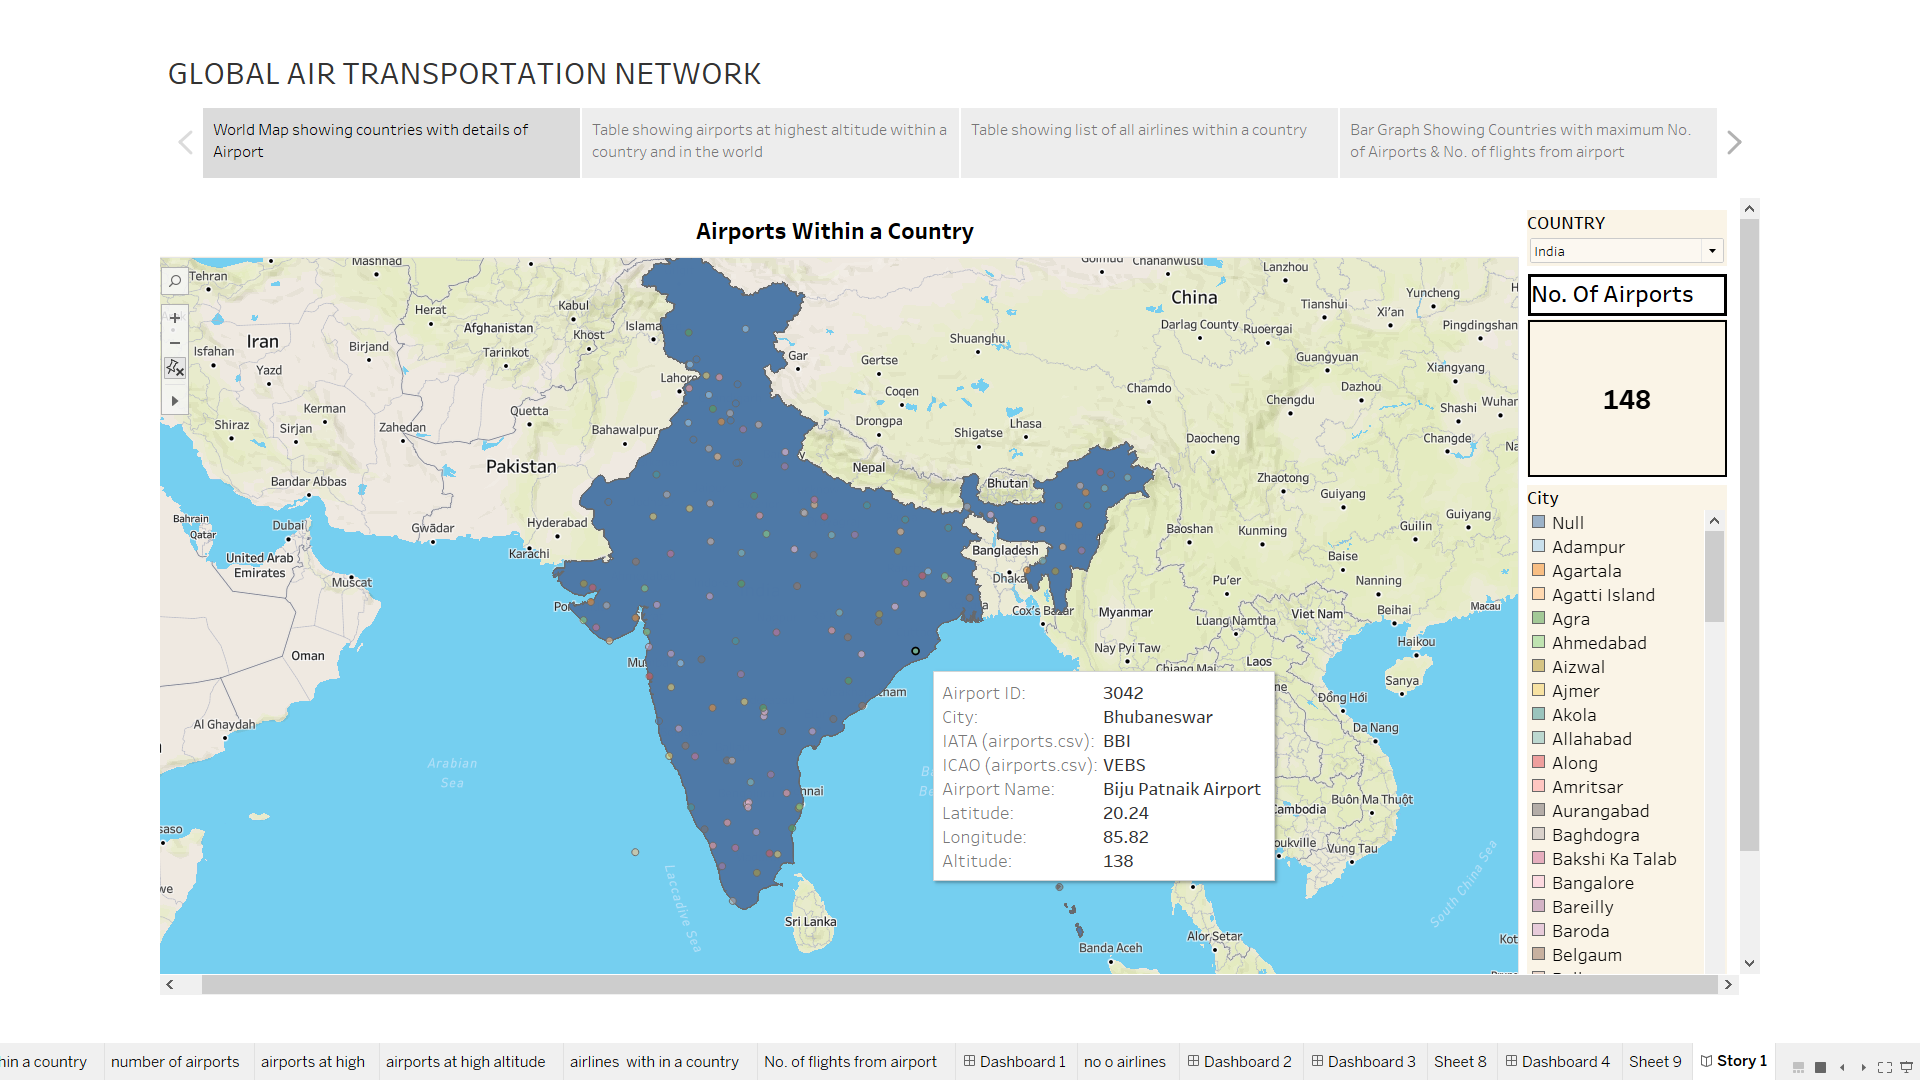 GLOBAL AIR TRANSPORTATION NETWORK
World Map showing countries with details of
Airport
Table showing airports at highest altitude within a
country and in the world
Table showing list of all airlines within a country
Bar Graph Showing Countries with maximum No.
of Airports & No. of flights from airport
Airports Within a Country
COUNTRY
India
No. Of Airports
148
City
Null
Adampur
Agartala
Agatti Island
Agra
Ahmedabad
Aizwal
Ajmer
Akola
Allahabad
Along
Amritsar
Aurangabad
Baghdogra
Bakshi Ka Talab
Bangalore
Bareilly
Baroda
Belgaum
Mashhad
Tehran
Herat
Kabul
Islama
Afghanistan
Khost
Iran
Birjand
Tarinkot
Isfahan
Yazd
Lahore
Kerman
Quetta
Shiraz
Sirjan
Zahedan
Bahawalpur
Pakistan
Bandar Abbas
Bahrain
Qatar
Dubai
Gwādar
Hyderabad
Karāchi
United Arab
Emirates
Muscat
Oman
Al Ghaydah
Arabian
Sea
Laccadive Sea
Sri Lanka
Golmud
Chananwusu
Lanzhou
China
Yuncheng
Tianshui
Xi'an
Darlag County
Ruoergai
Pingdingshan
Shuanghu
Gar
Gertse
Guangyuan
Xiangyang
Coqen
Chamdo
Dazhou
Chengdu
Shashi
Wuhan
Drongpa
Shigatse
Lhasa
Daocheng
Changde
Nepal
Bhutan
Zhaotong
Guiyang
Guiyang
Baoshan
Kunming
Guilin
Bangladesh
Baise
Dhaka
Pu'er
Nanning
Cox's Bazar
Myanmar
Beihai
Macau
Luang Namtha
Viet Nam
Haikou
Nay Pyi Taw
Chiang Mai
Laos
Sanya
Đồng Hới
Da Nang
Buôn Ma Thuột
Vung Tau
South China Sea
Alor Setar
Banda Aceh
Airport ID: 3042
City: Bhubaneswar
IATA (airports.csv): BBI
ICAO (airports.csv): VEBS
Airport Name: Biju Patnaik Airport
Latitude: 20.24
Longitude: 85.82
Altitude: 138
hin a country
number of airports
airports at high
airports at high altitude
airlines with in a country
No. of flights from airport
Dashboard 1
no o airlines
Dashboard 2
Dashboard 3
Sheet 8
Dashboard 4
Sheet 9
Story 1